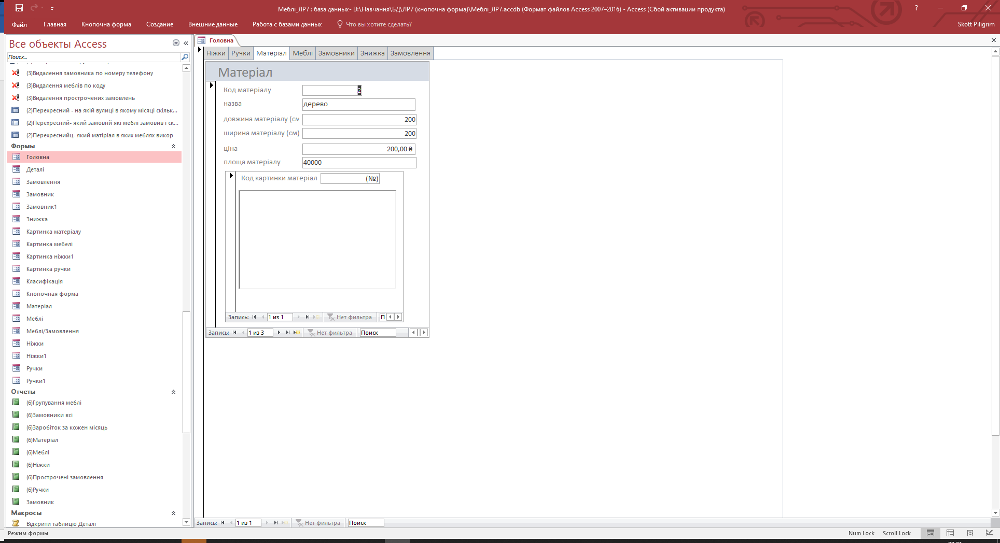 Меблі_ЛР7 : база данных- D:\Навчання\БД\ЛР7 (кнопочна форма)\Меблі_ЛР7.accdb (Формат файлов Access 2007–2016) - Access (Сбой активации продукта)
?
Файл Главная Кнопочна форма Создание Внешние данные Работа с базами данных Что вы хотите сделать? Skott Piligrim
Все объекты Access
Поиск...
(3)Видалення замовника по номеру телефону
(3)Видалення меблів по коду
(3)Видалення прострочених замовлень
(2)Перехресний - на якій вулиці в якому місяці скільк...
(2)Перехресний- який замовнй які меблі замовив і ск...
(2)Перехреснийц- який матіріал в яких меблях викор
Формы
Головна
Деталі
Замовлення
Замовник
Замовник1
Знижка
Картинка матеріалу
Картинка мебелі
Картинка ніжки1
Картинка ручки
Класифікація
Кнопочная форма
Матеріал
Меблі
Меблі/Замовлення
Ніжки
Ніжки1
Ручки
Ручки1
Отчеты
(6)Групування меблі
(6)Замовники всі
(6)Заробіток за кожен місяць
(6)Матеріал
(6)Меблі
(6)Ніжки
(6)Прострочені замовлення
(6)Ручки
Замовник
Макросы
Відкрити таблицю Деталі
Головна
Ніжки Ручки Матеріал Меблі Замовники Знижка Замовлення
Матеріал
Код матеріалу 2
назва дерево
довжина матеріалу (см 200
ширина матеріалу (см) 200
ціна 200,00 ₴
площа матеріалу 40000
Код картинки матеріал (№)
Запись: 1 из 1 Нет фильтра П
Запись: 1 из 3 Нет фильтра Поиск
Запись: 1 из 1 Нет фильтра Поиск
Режим формы Num Lock Scroll Lock